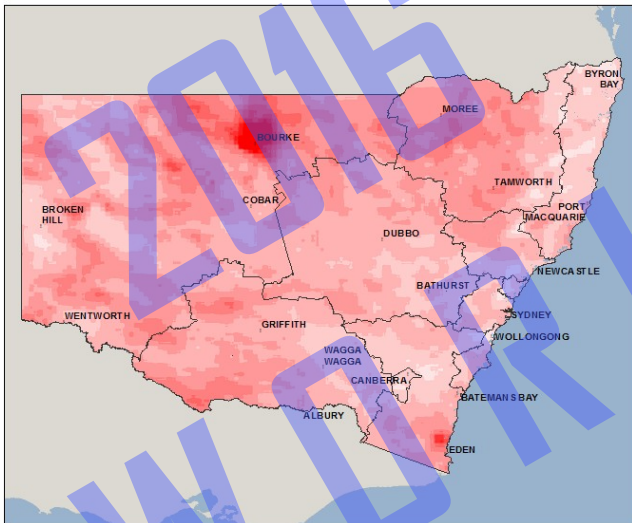 2016
BYRON
BAY
MOREE
BOURKE
TAMWORTH
COBAR
BROKEN
HILL
PORT
MACQUARIE
DUBBO
NEWCASTLE
BATHURST
WENTWORTH
GRIFFITH
SYDNEY
WOLLONGONG
WAGGA
WAGGA
CANBERRA
BATEMANS BAY
ALBURY
EDEN